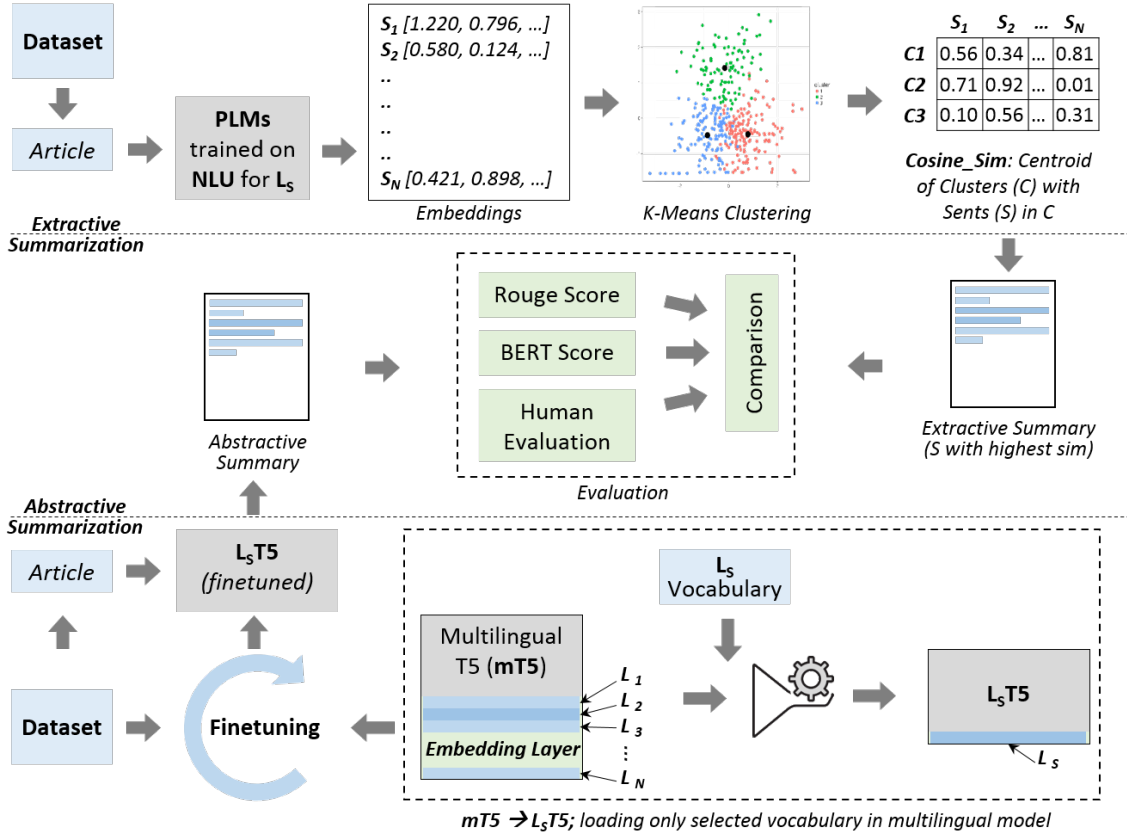 Dataset
Article
PLMs
trained on
NLU for LS
S1 [1.220, 0.796, ...]
S2 [0.580, 0.124, ...]
..
..
..
..
..
SN [0.421, 0.898, ...]
Embeddings
K-Means Clustering
S1 S2 ... SN
C1 0.56 0.34 ... 0.81
C2 0.71 0.92 ... 0.01
C3 0.10 0.56 ... 0.31
Cosine_Sim: Centroid
of Clusters (C) with
Sents (S) in C
Extractive
Summarization
Abstractive
Summary
Rouge Score
BERT Score
Human
Evaluation
Comparison
Evaluation
Extractive Summary
(S with highest sim)
Abstractive
Summarization
Article
LST5
(finetuned)
Dataset
Finetuning
Multilingual
T5 (mT5)
Embedding Layer
L1
L2
L3
⋮
LN
LS
Vocabulary
LST5
LS
mT5 → LST5; loading only selected vocabulary in multilingual model